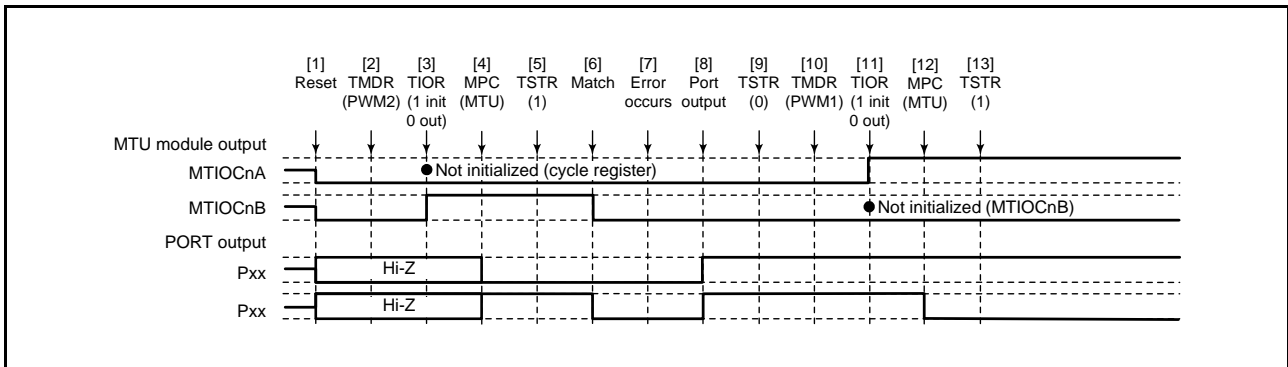 [1] [2] [3] [4] [5] [6] [7] [8] [9] [10] [11] [12] [13]
Reset TMDR TIOR MPC TSTR Match Error Port TSTR TMDR TIOR MPC TSTR
(PWM2) (1 init (MTU) (1) occurs output (0) (PWM1) (1 init (MTU) (1)
0 out) 0 out)
MTU module output
MTIOCnA
Not initialized (cycle register)
MTIOCnB
Not initialized (MTIOCnB)
PORT output
Pxx Hi-Z
Pxx Hi-Z